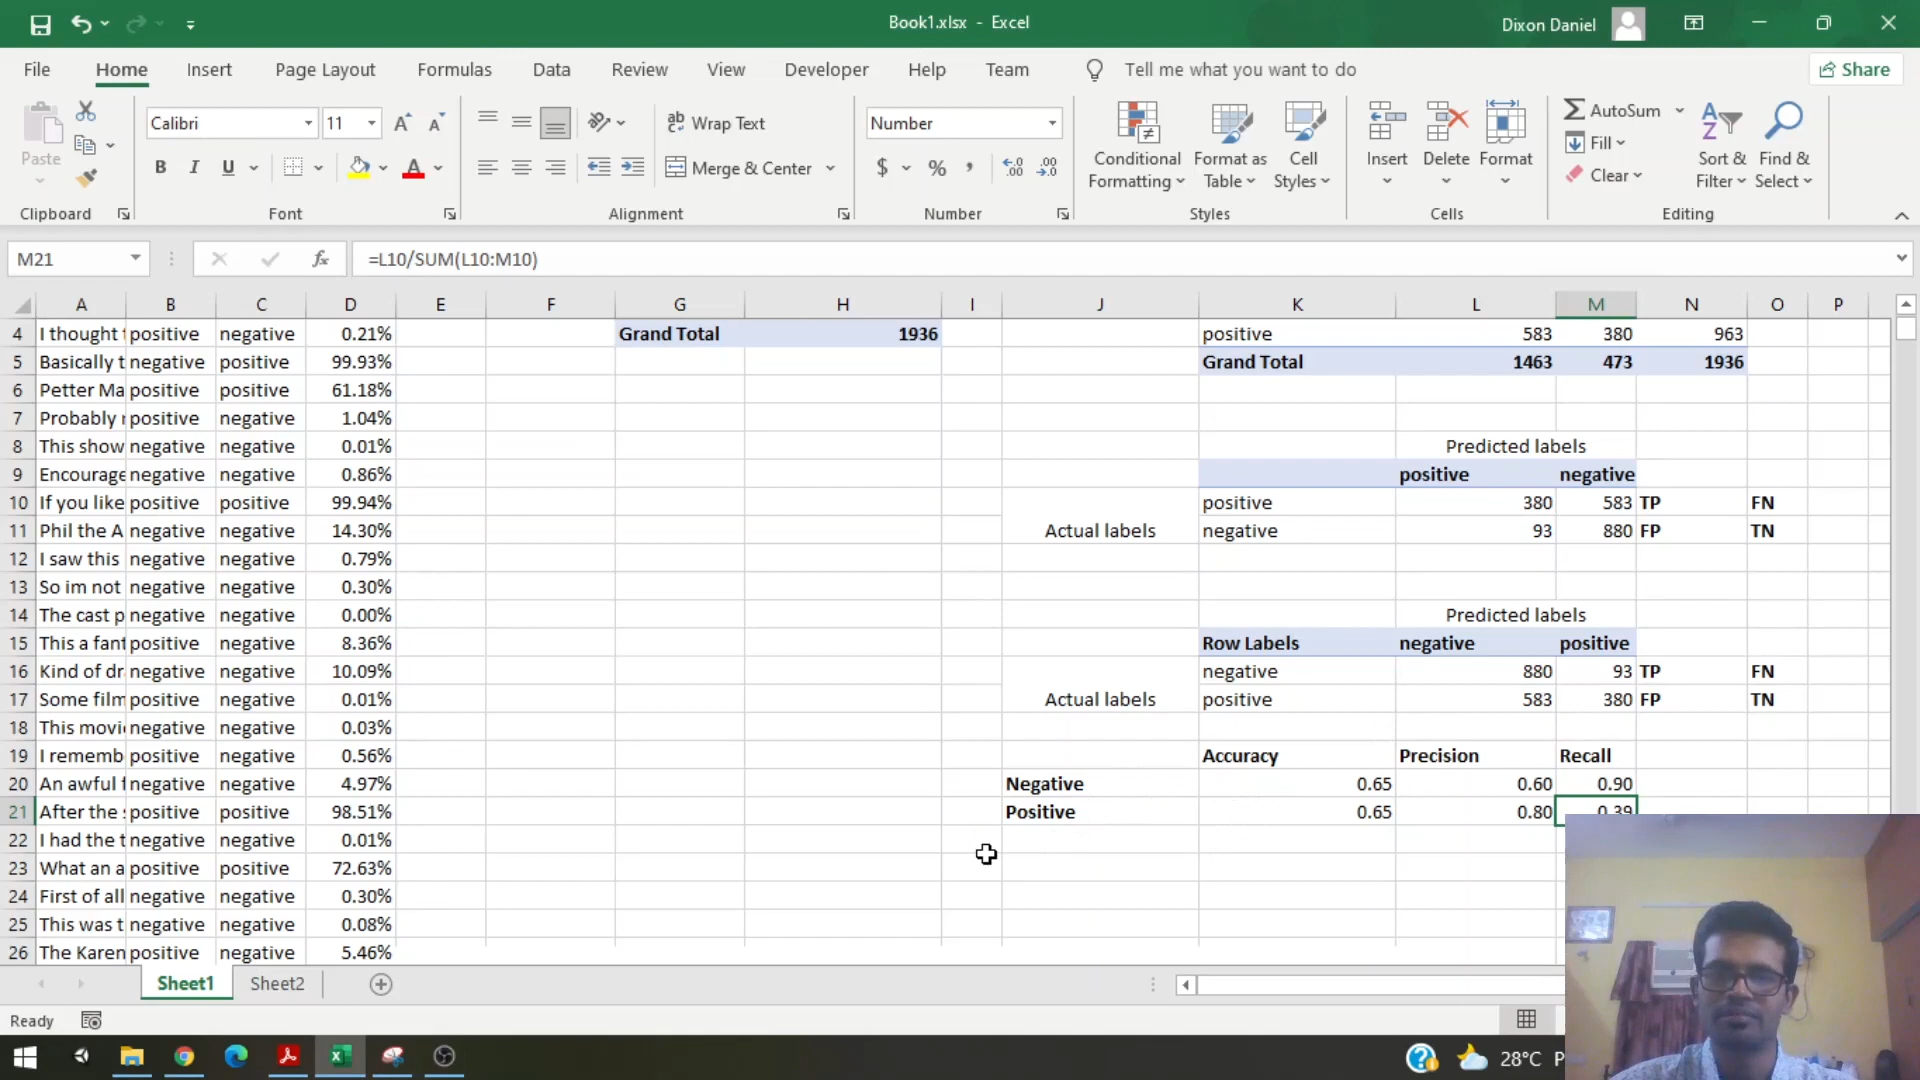 Book1.xlsx - Excel
Dixon Daniel
File Home Insert Page Layout Formulas Data Review View Developer Help Team Tell me what you want to do Share
Paste
Calibri 11
B I U
Wrap Text
Merge & Center
Number
$ % ,
Conditional Formatting
Format as Table
Cell Styles
Insert Delete Format
AutoSum
Fill
Clear
Sort & Filter
Find & Select
Clipboard Font Alignment Number Styles Cells Editing
M21 fx =L10/SUM(L10:M10)
A B C D E F G H I J K L M N O P
4 I thought positive negative 0.21% Grand Total 1936 positive 583 380 963
5 Basically negative positive 99.93% Grand Total 1463 473 1936
6 Petter Ma positive positive 61.18%
7 Probably positive negative 1.04%
8 This show negative negative 0.01% Predicted labels
9 Encourage negative negative 0.86% positive negative
10 If you like positive positive 99.94% positive 380 583 TP FN
11 Phil the A negative negative 14.30% Actual labels negative 93 880 FP TN
12 I saw this negative negative 0.79%
13 So im not negative negative 0.30%
14 The cast p negative negative 0.00% Predicted labels
15 This a fant positive negative 8.36% Row Labels negative positive
16 Kind of dr negative negative 10.09% negative 880 93 TP FN
17 Some film positive negative 0.01% Actual labels positive 583 380 FP TN
18 This movi negative negative 0.03%
19 I rememb positive negative 0.56% Accuracy Precision Recall
20 An awful f negative negative 4.97% Negative 0.65 0.60 0.90
21 After the positive positive 98.51% Positive 0.65 0.80 0.39
22 I had the t negative negative 0.01%
23 What an a positive positive 72.63%
24 First of all negative negative 0.30%
25 This was t negative negative 0.08%
26 The Karen positive negative 5.46%
Sheet1 Sheet2
Ready
28°C